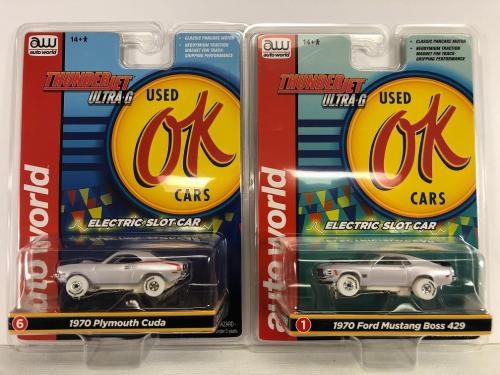 aw
auto world
14+
CLASSIC PANCAKE MOTOR
NEODYMIUM TRACTION
MAGNET FOR TRACK-
GRIPPING PERFORMANCE
THUNDERJET
ULTRA-G
USED
OK
CARS
auto world
ELECTRIC SLOT CAR
6
1970 Plymouth Cuda
aw
auto world
14+
CLASSIC PANCAKE MOTOR
NEODYMIUM TRACTION
MAGNET FOR TRACK-
GRIPPING PERFORMANCE
THUNDERJET
ULTRA-G
USED
OK
CARS
auto world
ELECTRIC SLOT CAR
1
1970 Ford Mustang Boss 429